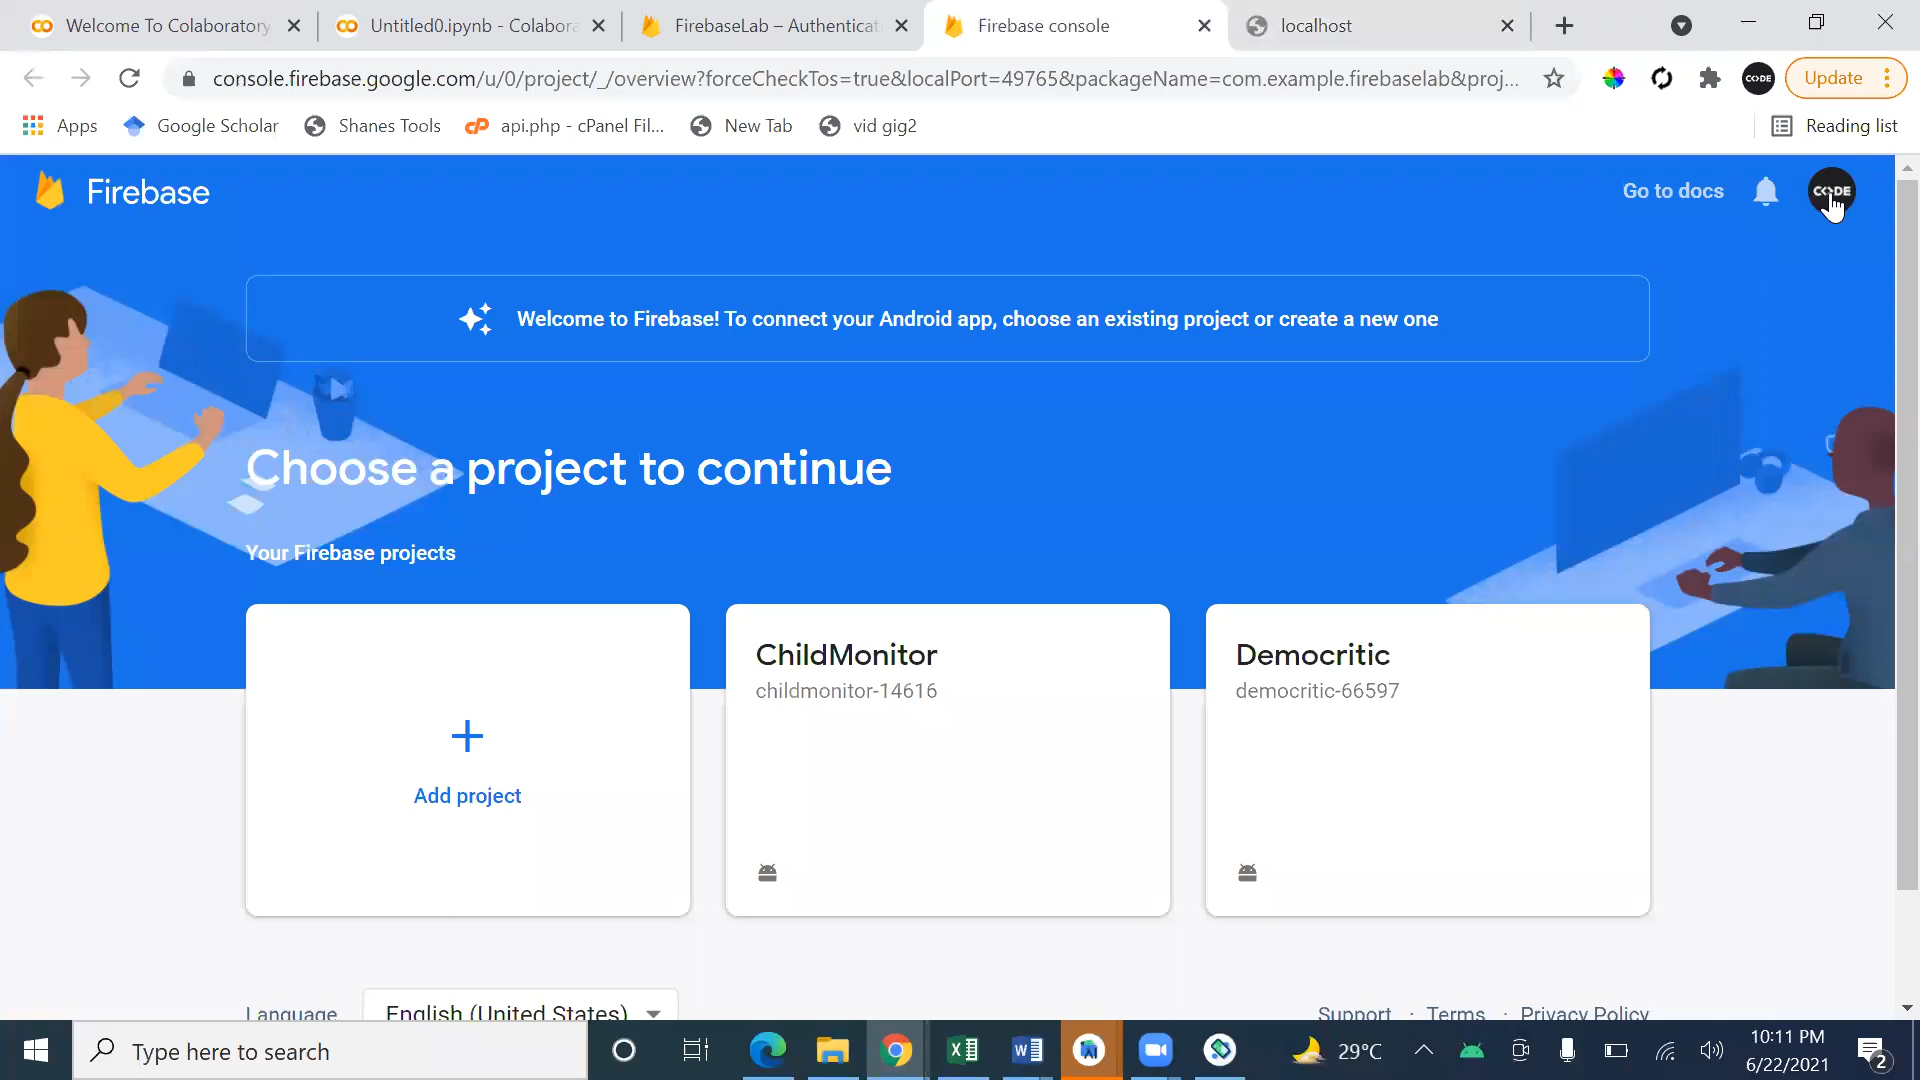 Welcome To Colaboratory
Untitled0.ipynb - Colabora
FirebaseLab – Authenticat
Firebase console
localhost
console.firebase.google.com/u/0/project/_/overview?forceCheckTos=true&localPort=49765&packageName=com.example.firebaselab&proj...
CODE
Update
Apps
Google Scholar
Shanes Tools
cP
api.php - cPanel Fil...
New Tab
vid gig2
Reading list
Firebase
Go to docs
CODE
Welcome to Firebase! To connect your Android app, choose an existing project or create a new one
Choose a project to continue
Your Firebase projects
ChildMonitor
Democritic
childmonitor-14616
democritic-66597
Add project
Language
English (United States)
Support · Terms · Privacy Policy
Type here to search
29°C
10:11 PM
6/22/2021
2